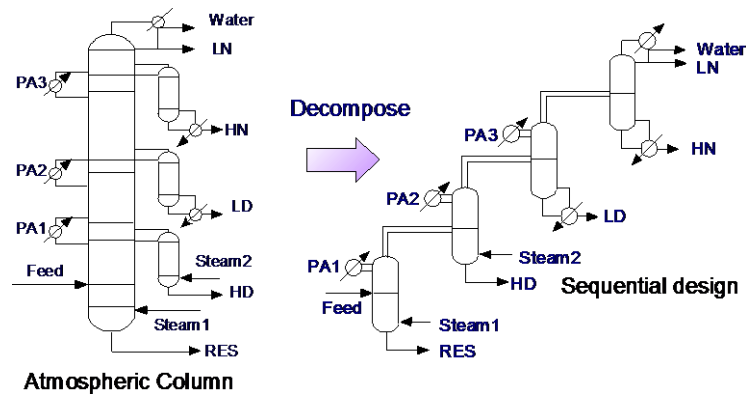 Water
LN
PA3
HN
PA2
LD
PA1
Steam2
Feed
HD
Steam1
RES
Atmospheric Column
Decompose
Water
LN
PA3
HN
PA2
LD
PA1
Steam2
HD
Feed
Steam1
RES
Sequential design